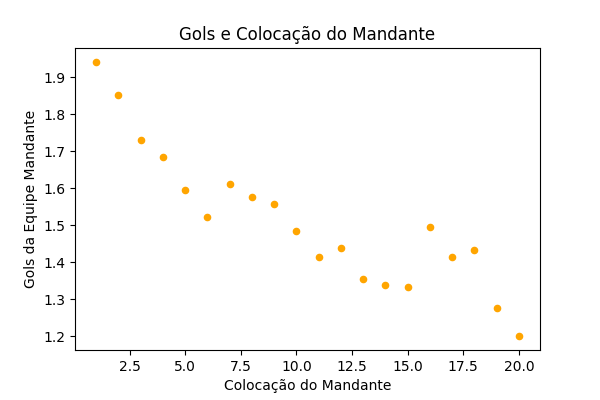 Gols e Colocação do Mandante
Gols da Equipe Mandante
1.9
1.8
1.7
1.6
1.5
1.4
1.3
1.2
2.5 5.0 7.5 10.0 12.5 15.0 17.5 20.0
Colocação do Mandante